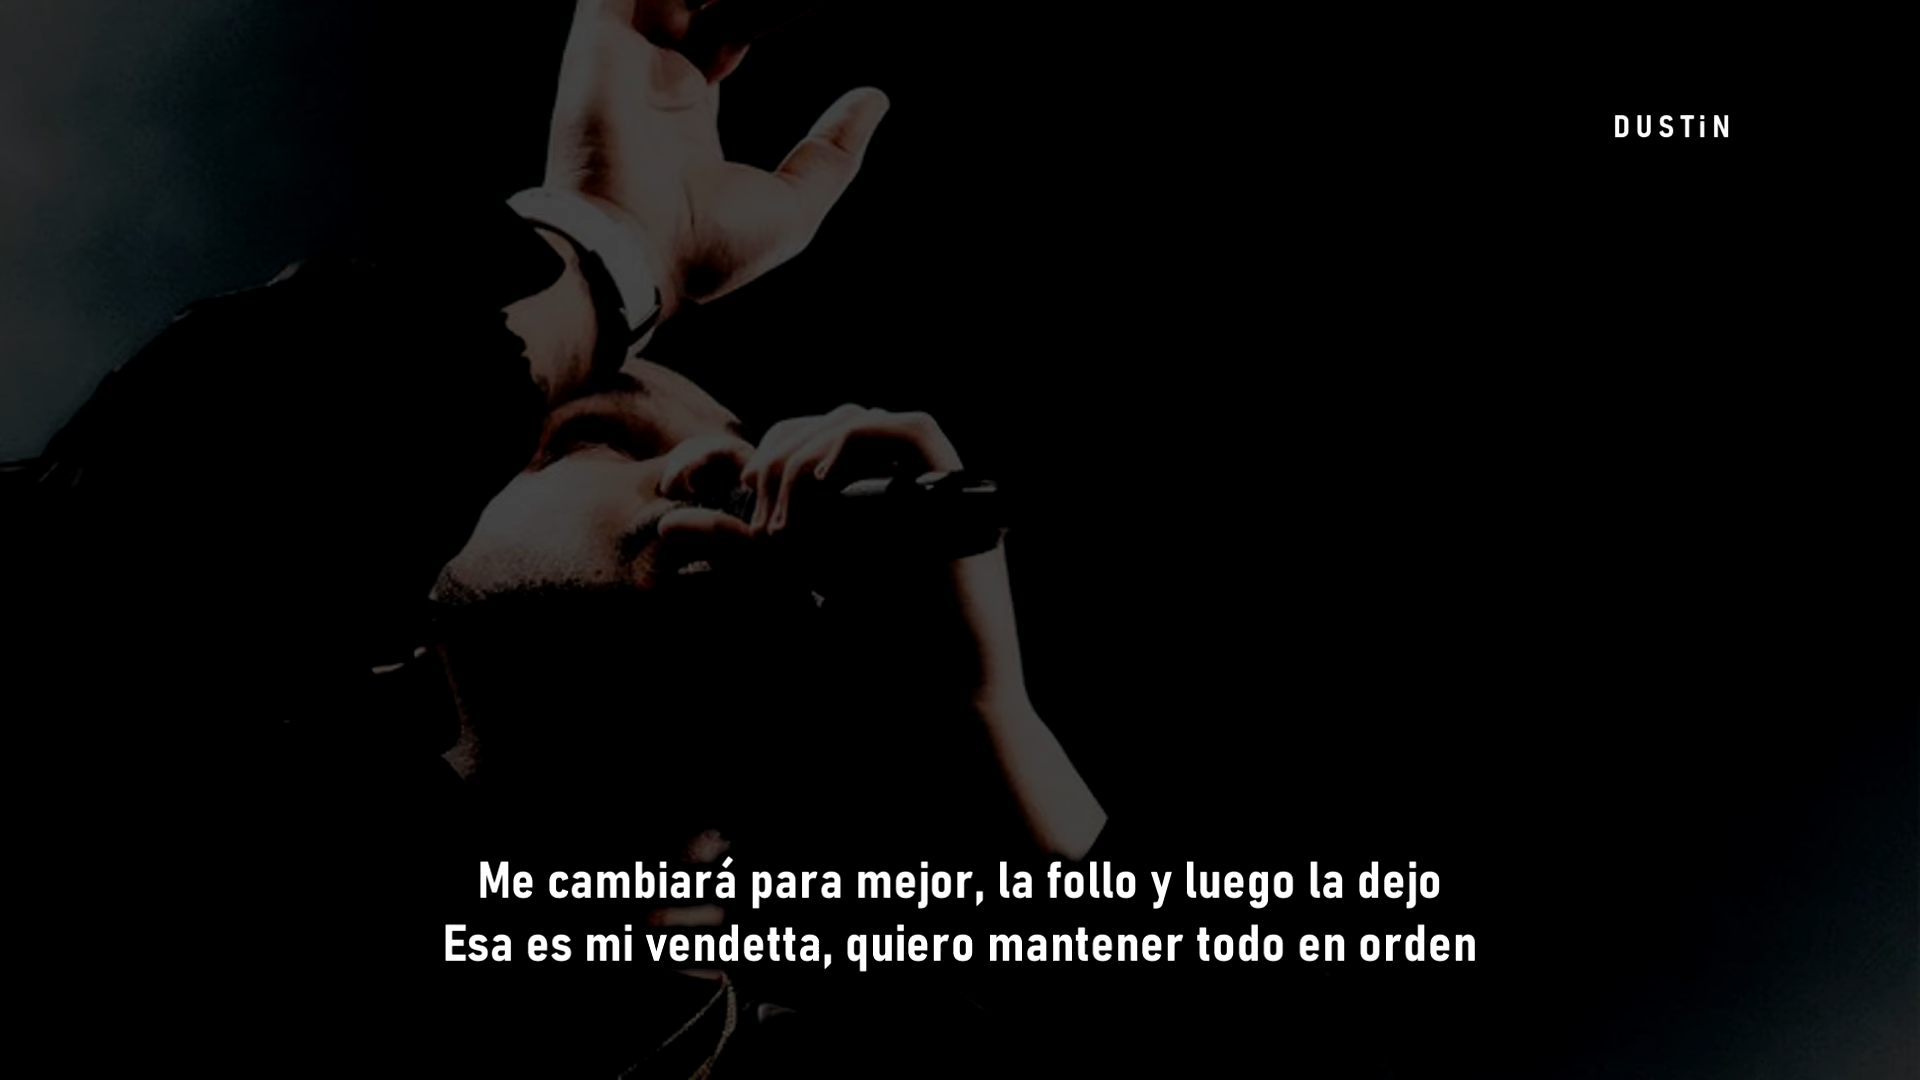 DUSTiN
Me cambiará para mejor, la follo y luego la dejo
Esa es mi vendetta, quiero mantener todo en orden